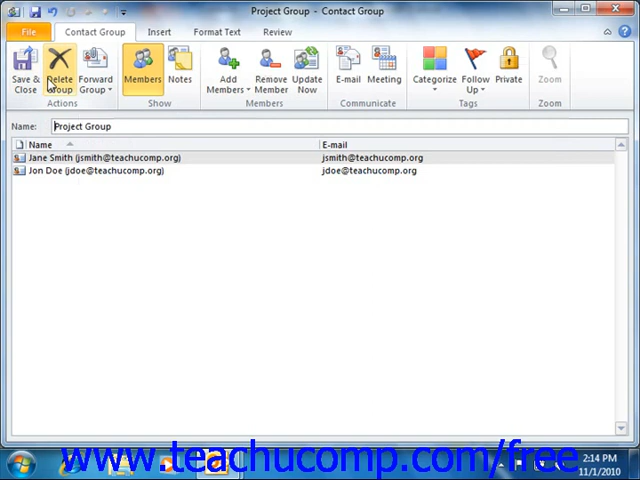 Project Group - Contact Group
File Contact Group Insert Format Text Review
Save & Close Delete Group Forward Group Members Notes Add Members Remove Member Update Now E-mail Meeting Categorize Follow Up Private Zoom
Actions Show Members Communicate Tags Zoom
Name: Project Group
Name E-mail
Jane Smith (jsmith@teachucomp.org) jsmith@teachucomp.org
Jon Doe (jdoe@teachucomp.org) jdoe@teachucomp.org
www.teachucomp.com/free
2:14 PM
11/1/2010